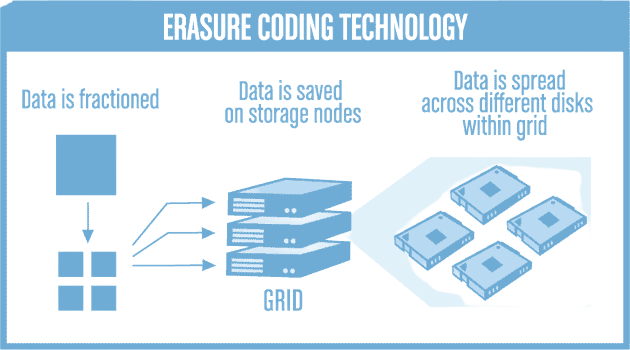 ERASURE CODING TECHNOLOGY
Data is fractioned
Data is saved
on storage nodes
GRID
Data is spread
across different disks
within grid